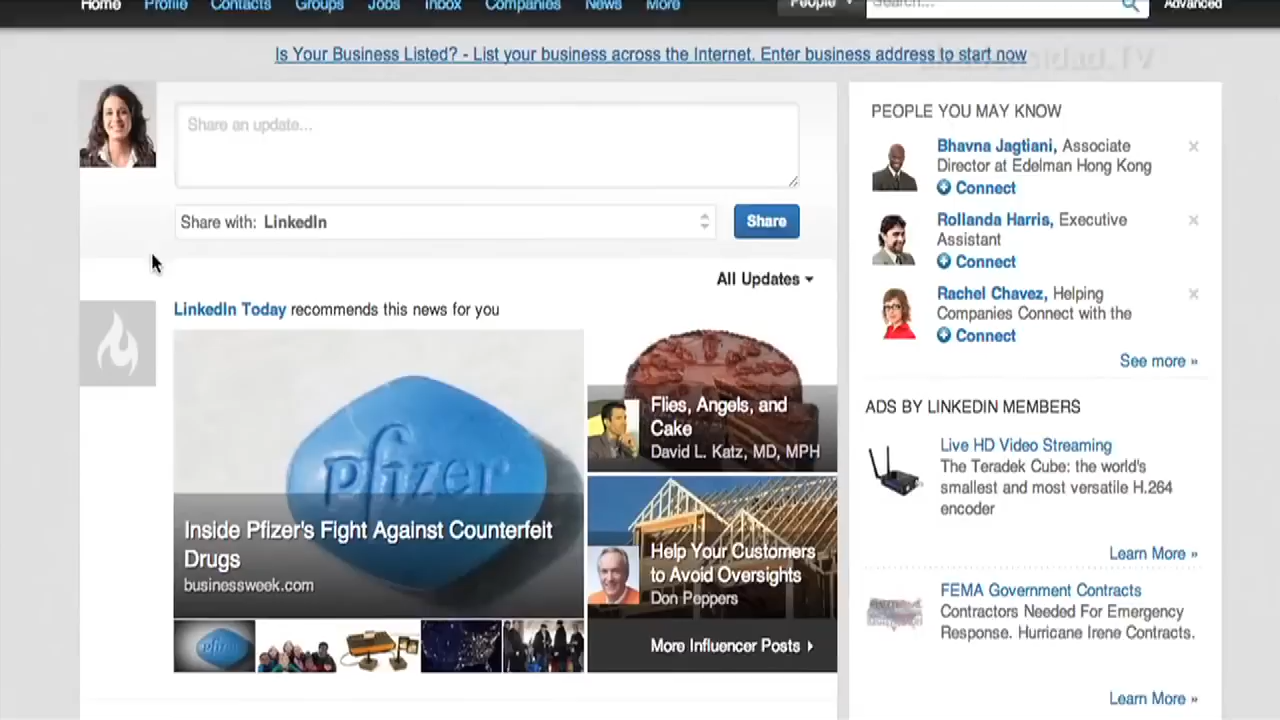 Home Profile Contacts Groups Jobs Inbox Companies News More People Search... Advanced
Is Your Business Listed? - List your business across the Internet. Enter business address to start now
Share an update...
Share with: LinkedIn
Share
All Updates
LinkedIn Today recommends this news for you
pfizer
Inside Pfizer's Fight Against Counterfeit
Drugs
businessweek.com
Flies, Angels, and
Cake
David L. Katz, MD, MPH
Help Your Customers
to Avoid Oversights
Don Peppers
More Influencer Posts
PEOPLE YOU MAY KNOW
Bhavna Jagtiani, Associate
Director at Edelman Hong Kong
Connect
Rollanda Harris, Executive
Assistant
Connect
Rachel Chavez, Helping
Companies Connect with the
Connect
See more »
ADS BY LINKEDIN MEMBERS
Live HD Video Streaming
The Teradek Cube: the world's
smallest and most versatile H.264
encoder
Learn More »
FEMA Government Contracts
Contractors Needed For Emergency
Response. Hurricane Irene Contracts.
Learn More »